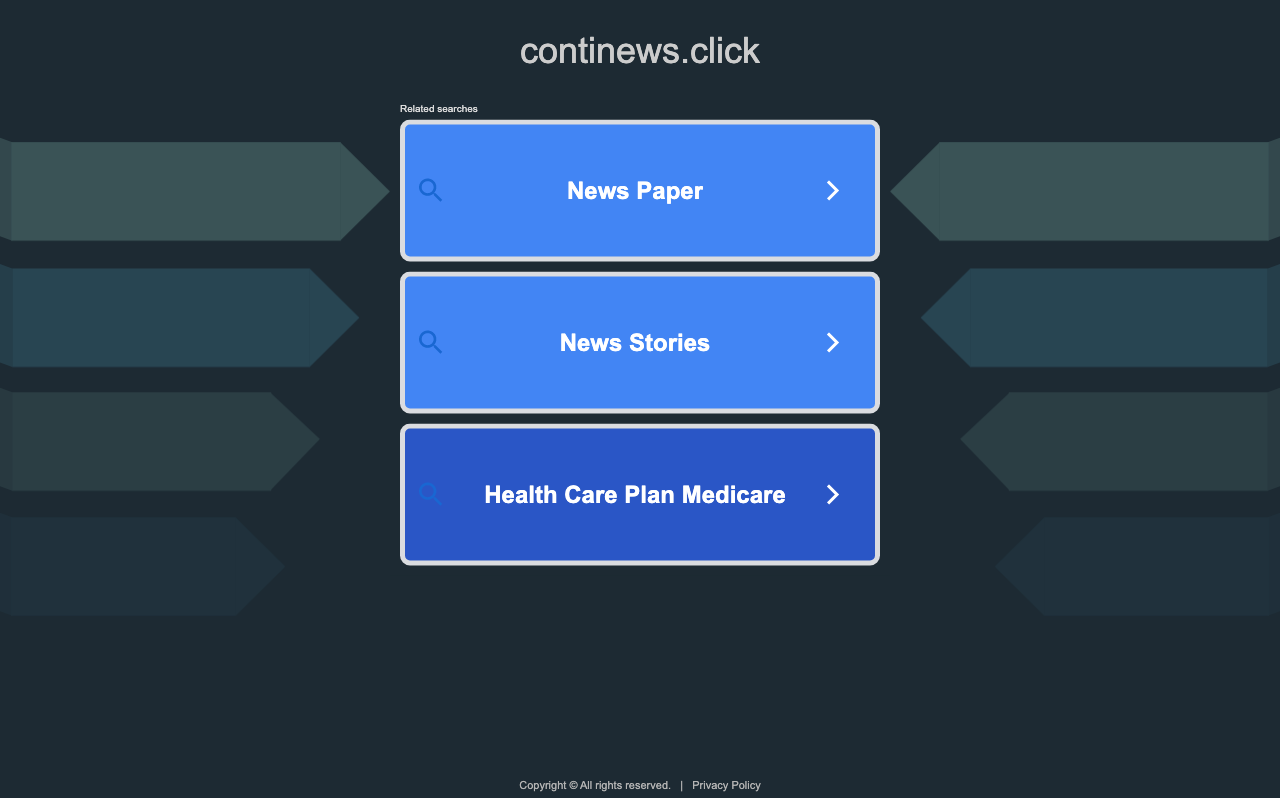 continews.click
Related searches
News Paper
News Stories
Health Care Plan Medicare
Copyright © All rights reserved. | Privacy Policy